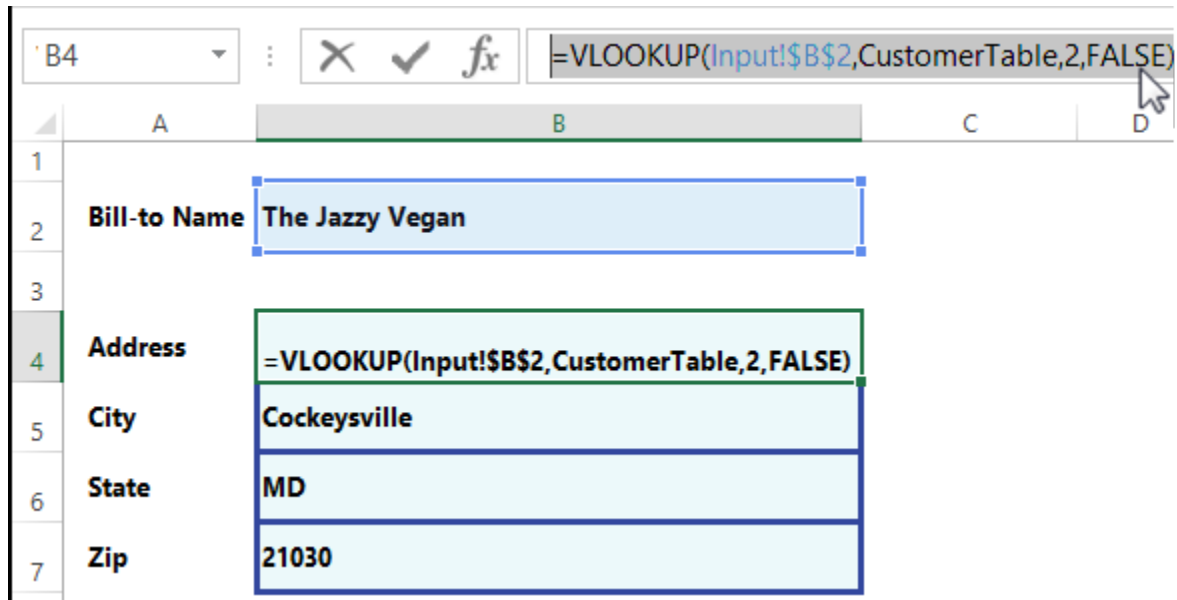 B4 fx =VLOOKUP(Input!$B$2,CustomerTable,2,FALSE)
A B C D
1
2 Bill-to Name The Jazzy Vegan
3
4 Address =VLOOKUP(Input!$B$2,CustomerTable,2,FALSE)
5 City Cockeysville
6 State MD
7 Zip 21030